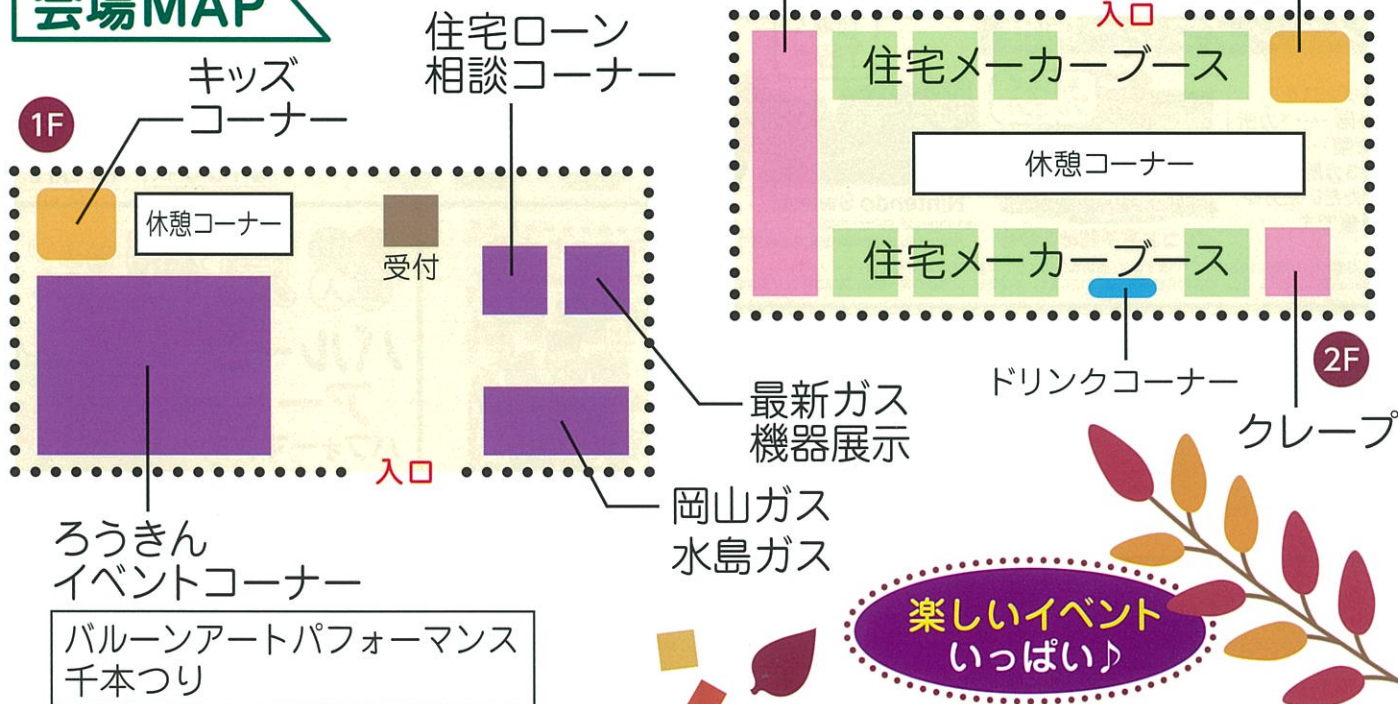 会場MAP
1F
キッズ
コーナー
住宅ローン
相談コーナー
休憩コーナー
受付
入口
最新ガス
機器展示
岡山ガス
水島ガス
ろうきん
イベントコーナー
バルーンアートパフォーマンス
千本つり
入口
住宅メーカーブース
休憩コーナー
住宅メーカーブース
ドリンクコーナー
2F
クレープ
楽しいイベント
いっぱい♪